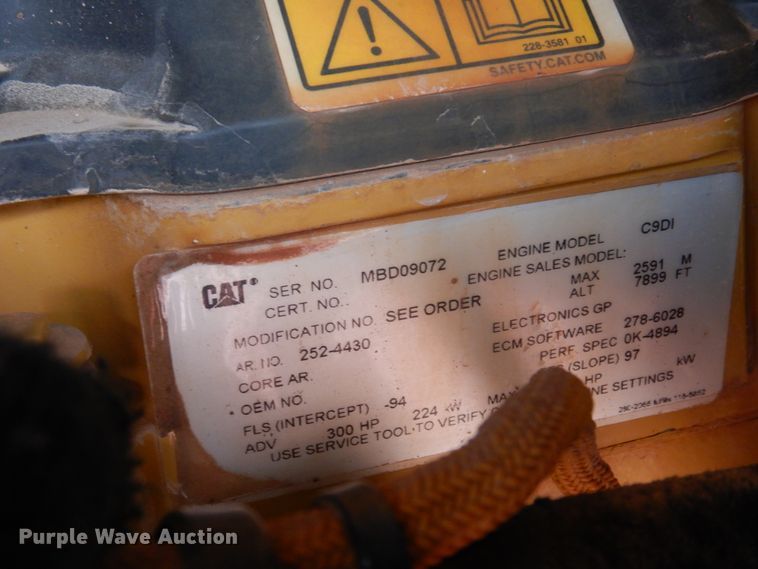 228-3581 01
SAFETY.CAT.COM
CAT® SER NO. MBD09072 ENGINE MODEL C9DI
CERT. NO. ENGINE SALES MODEL:
MODIFICATION NO. SEE ORDER MAX ALT 2591 M 7899 FT
AR. NO. 252-4430 ELECTRONICS GP
CORE AR. ECM SOFTWARE 278-6028
OEM NO. PERF. SPEC 0K-4894
FLS (INTERCEPT) -94 (SLOPE) 97
ADV 300 HP 224 kW MAX HP kW
USE SERVICE TOOL TO VERIFY SETTINGS
Purple Wave Auction